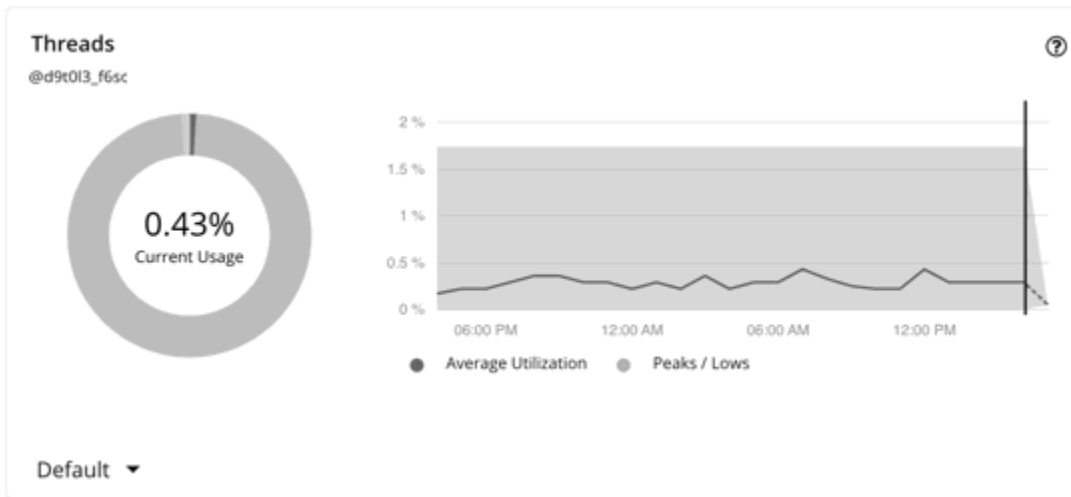 Threads
@d9t0l3_f6sc
0.43%
Current Usage
2 %
1.5 %
1 %
0.5 %
0 %
06:00 PM 12:00 AM 06:00 AM 12:00 PM
Average Utilization Peaks / Lows
Default